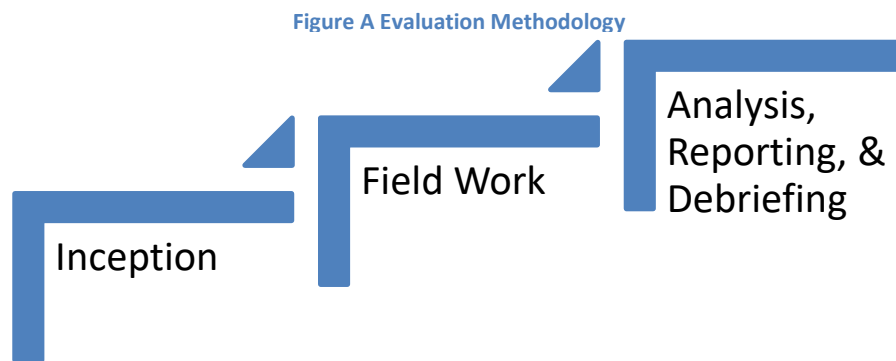 Figure A Evaluation Methodology
Inception
Field Work
Analysis,
Reporting, &
Debriefing